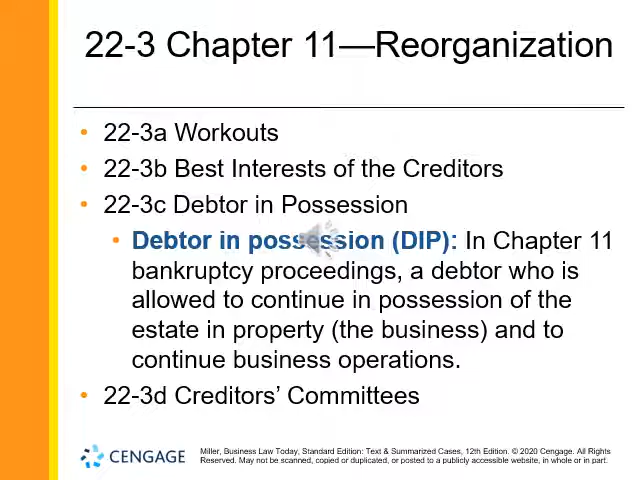 22-3 Chapter 11—Reorganization
• 22-3a Workouts
• 22-3b Best Interests of the Creditors
• 22-3c Debtor in Possession
• Debtor in possession (DIP): In Chapter 11
bankruptcy proceedings, a debtor who is
allowed to continue in possession of the
estate in property (the business) and to
continue business operations.
• 22-3d Creditors’ Committees
CENGAGE
Miller, Business Law Today, Standard Edition: Text & Summarized Cases, 12th Edition. © 2020 Cengage. All Rights
Reserved. May not be scanned, copied or duplicated, or posted to a publicly accessible website, in whole or in part.